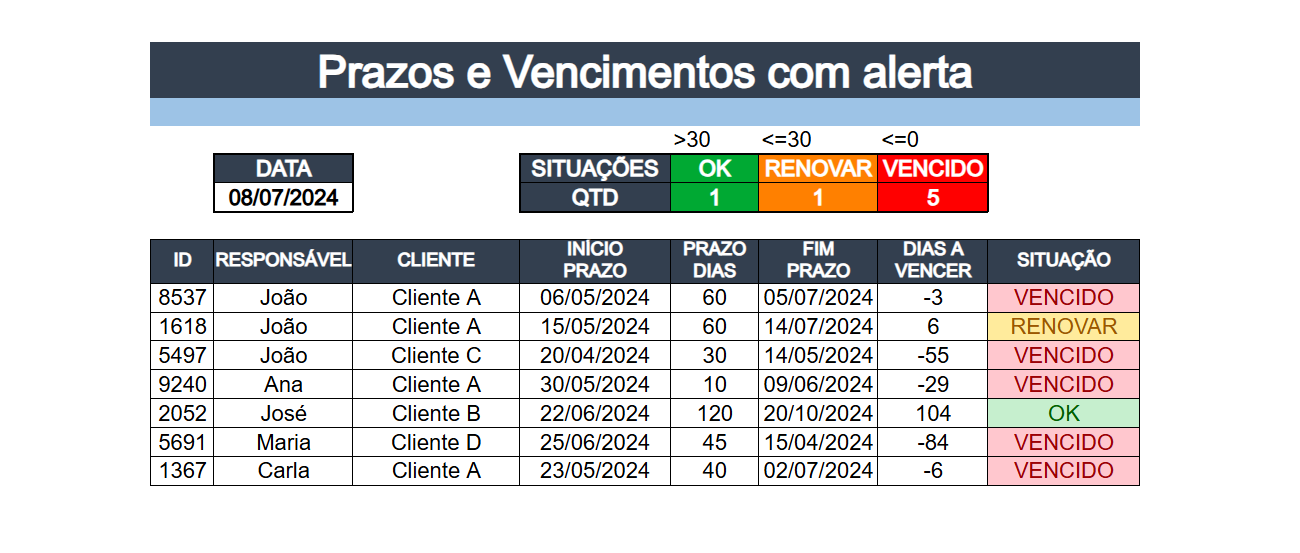 Prazos e Vencimentos com alerta
>30 <=30 <=0
DATA SITUAÇÕES OK RENOVAR VENCIDO
08/07/2024 QTD 1 1 5
ID RESPONSÁVEL CLIENTE INÍCIO PRAZO PRAZO DIAS FIM PRAZO DIAS A VENCER SITUAÇÃO
8537 João Cliente A 06/05/2024 60 05/07/2024 -3 VENCIDO
1618 João Cliente A 15/05/2024 60 14/07/2024 6 RENOVAR
5497 João Cliente C 20/04/2024 30 14/05/2024 -55 VENCIDO
9240 Ana Cliente A 30/05/2024 10 09/06/2024 -29 VENCIDO
2052 José Cliente B 22/06/2024 120 20/10/2024 104 OK
5691 Maria Cliente D 25/06/2024 45 15/04/2024 -84 VENCIDO
1367 Carla Cliente A 23/05/2024 40 02/07/2024 -6 VENCIDO